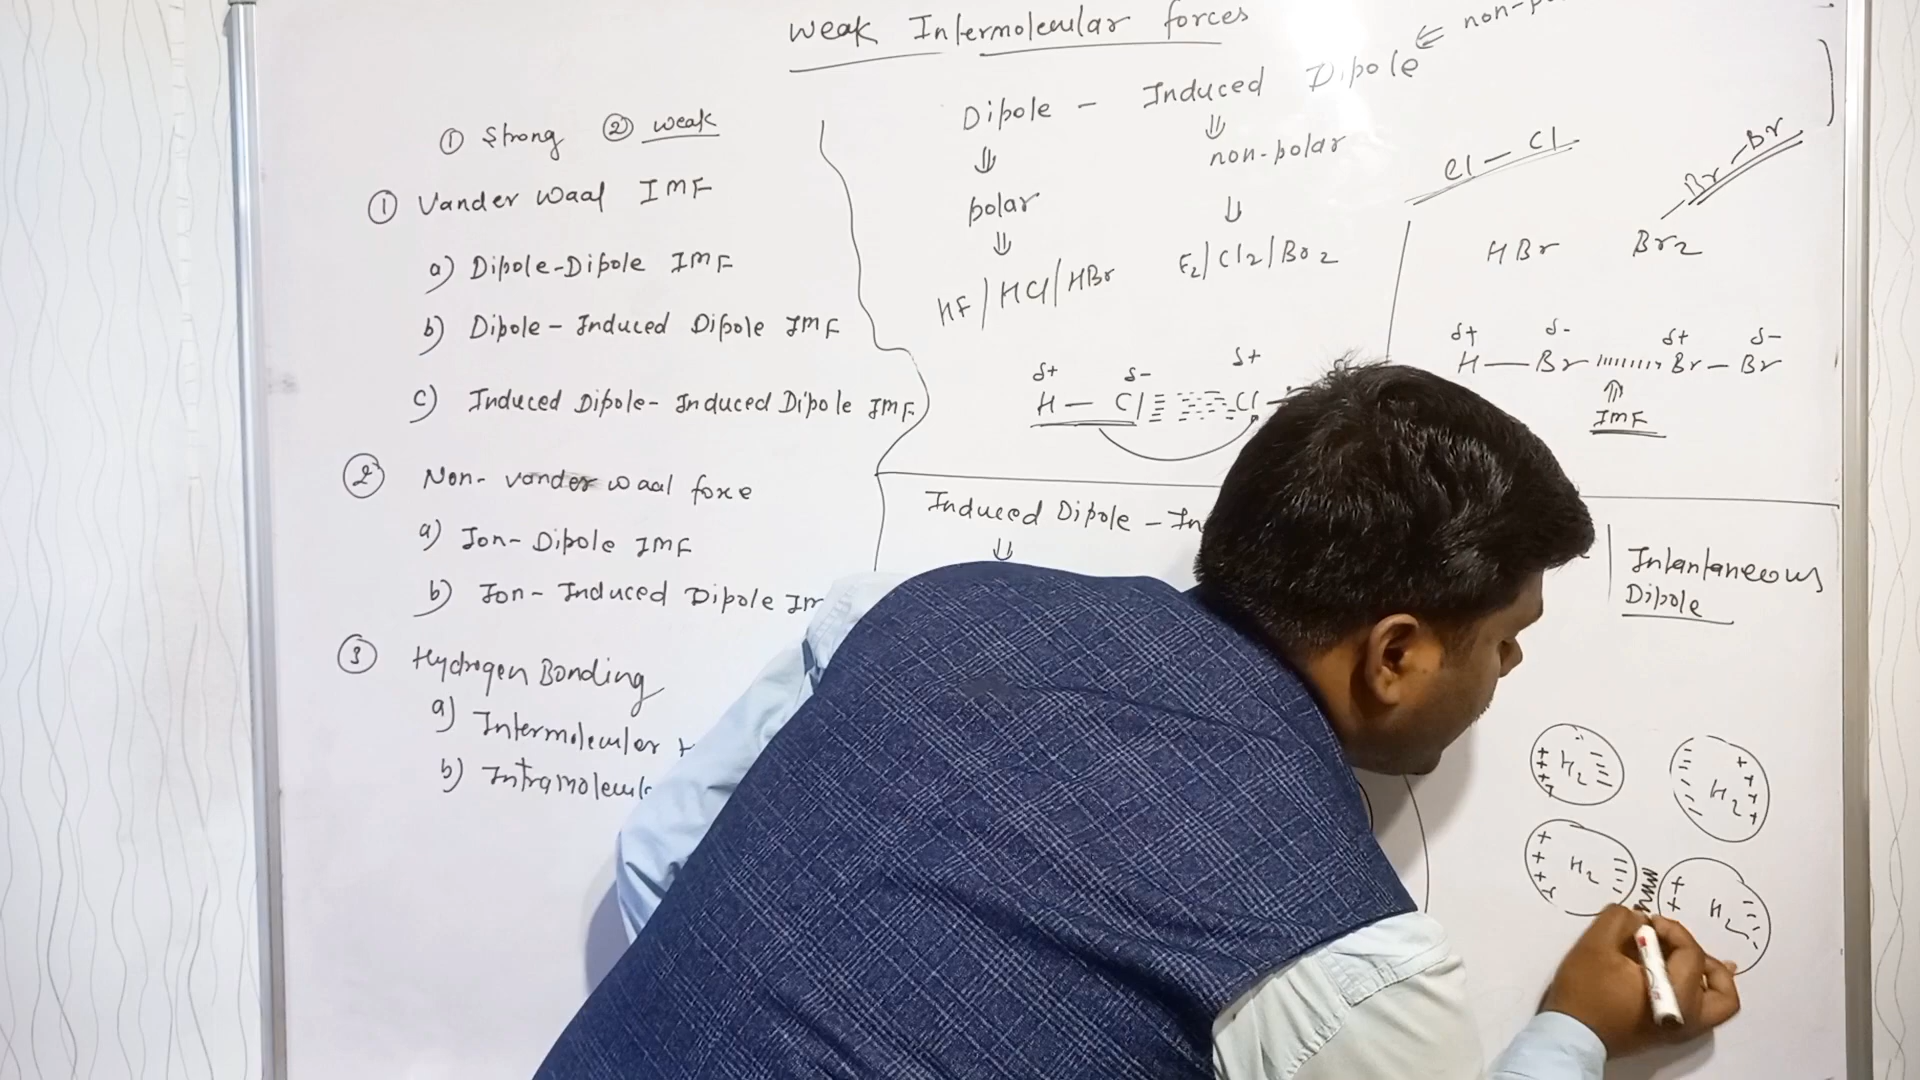 Weak Intermolecular forces
① Strong ② weak
① Vander Waal IMF
a) Dipole-Dipole IMF
b) Dipole - Induced Dipole IMF
c) Induced Dipole - Induced Dipole IMF
② Non- vander waal force
a) Ion- Dipole IMF
b) Ion - Induced Dipole Im
③ Hydrogen Bonding
a) Intermolecular
b) Intramolecul
Dipole - Induced Dipole ⇐ non-p
⇓ ⇓
polar non-polar
⇓ ⇓
HF / HCl / HBr F2 / Cl2 / Br2
δ+ δ- δ+
H — Cl Cl
Cl — Cl
Br — Br
HBr Br2
δ+ δ- δ+ δ-
H — Br Br — Br
⇑
IMF
Induced Dipole - In
⇓
Intantaneous
Dipole
+ + + + H2 - - - -
- - - - H2 + + + +
+ + + + H2 - - - -
+ + H2 - - - -